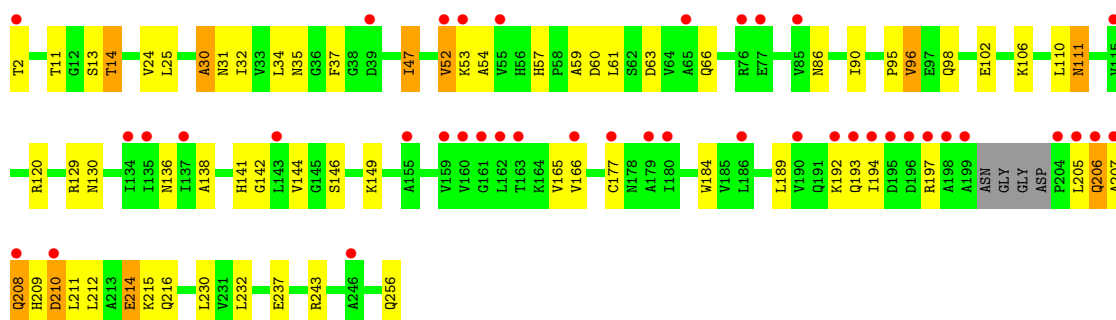 T2 T11 G12 S13 T14 V24 L25 A30 N31 I32 V33 L34 N35 G36 F37 G38 D39 I47 V52 K53 A54 V55 H56 H57 P58 A59 D60 L61 S62 D63 V64 A65 Q66 R76 E77 V85 N86 I90 P95 V96 E97 Q98 E102 K106 L110 N111 V115
R120 R129 N130 I134 I135 N136 I137 A138 H141 G142 L143 V144 G145 S146 K149 A155 V159 V160 G161 L162 T163 K164 V165 V166 C177 N178 A179 I180 W184 V185 L186 L189 V190 Q191 K192 Q193 I194 D195 D196 R197 A198 A199 ASN GLY GLY ASP P204 L205 Q206 A207
Q208 H209 D210 L211 L212 A213 E214 K215 Q216 L230 V231 L232 E237 R243 A246 Q256